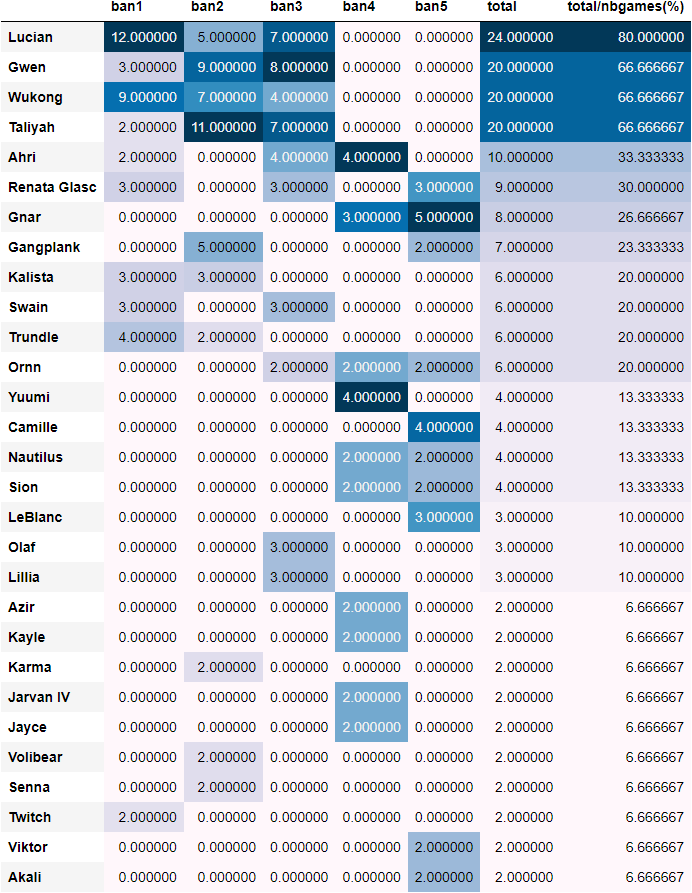 ban1 ban2 ban3 ban4 ban5 total total/nbgames(%)
Lucian 12.000000 5.000000 7.000000 0.000000 0.000000 24.000000 80.000000
Gwen 3.000000 9.000000 8.000000 0.000000 0.000000 20.000000 66.666667
Wukong 9.000000 7.000000 4.000000 0.000000 0.000000 20.000000 66.666667
Taliyah 2.000000 11.000000 7.000000 0.000000 0.000000 20.000000 66.666667
Ahri 2.000000 0.000000 4.000000 4.000000 0.000000 10.000000 33.333333
Renata Glasc 3.000000 0.000000 3.000000 0.000000 3.000000 9.000000 30.000000
Gnar 0.000000 0.000000 0.000000 3.000000 5.000000 8.000000 26.666667
Gangplank 0.000000 5.000000 0.000000 0.000000 2.000000 7.000000 23.333333
Kalista 3.000000 3.000000 0.000000 0.000000 0.000000 6.000000 20.000000
Swain 3.000000 0.000000 3.000000 0.000000 0.000000 6.000000 20.000000
Trundle 4.000000 2.000000 0.000000 0.000000 0.000000 6.000000 20.000000
Ornn 0.000000 0.000000 2.000000 2.000000 2.000000 6.000000 20.000000
Yuumi 0.000000 0.000000 0.000000 4.000000 0.000000 4.000000 13.333333
Camille 0.000000 0.000000 0.000000 0.000000 4.000000 4.000000 13.333333
Nautilus 0.000000 0.000000 0.000000 2.000000 2.000000 4.000000 13.333333
Sion 0.000000 0.000000 0.000000 2.000000 2.000000 4.000000 13.333333
LeBlanc 0.000000 0.000000 0.000000 0.000000 3.000000 3.000000 10.000000
Olaf 0.000000 0.000000 3.000000 0.000000 0.000000 3.000000 10.000000
Lillia 0.000000 0.000000 3.000000 0.000000 0.000000 3.000000 10.000000
Azir 0.000000 0.000000 0.000000 2.000000 0.000000 2.000000 6.666667
Kayle 0.000000 0.000000 0.000000 2.000000 0.000000 2.000000 6.666667
Karma 0.000000 2.000000 0.000000 0.000000 0.000000 2.000000 6.666667
Jarvan IV 0.000000 0.000000 0.000000 2.000000 0.000000 2.000000 6.666667
Jayce 0.000000 0.000000 0.000000 2.000000 0.000000 2.000000 6.666667
Volibear 0.000000 2.000000 0.000000 0.000000 0.000000 2.000000 6.666667
Senna 0.000000 2.000000 0.000000 0.000000 0.000000 2.000000 6.666667
Twitch 2.000000 0.000000 0.000000 0.000000 0.000000 2.000000 6.666667
Viktor 0.000000 0.000000 0.000000 0.000000 2.000000 2.000000 6.666667
Akali 0.000000 0.000000 0.000000 0.000000 2.000000 2.000000 6.666667